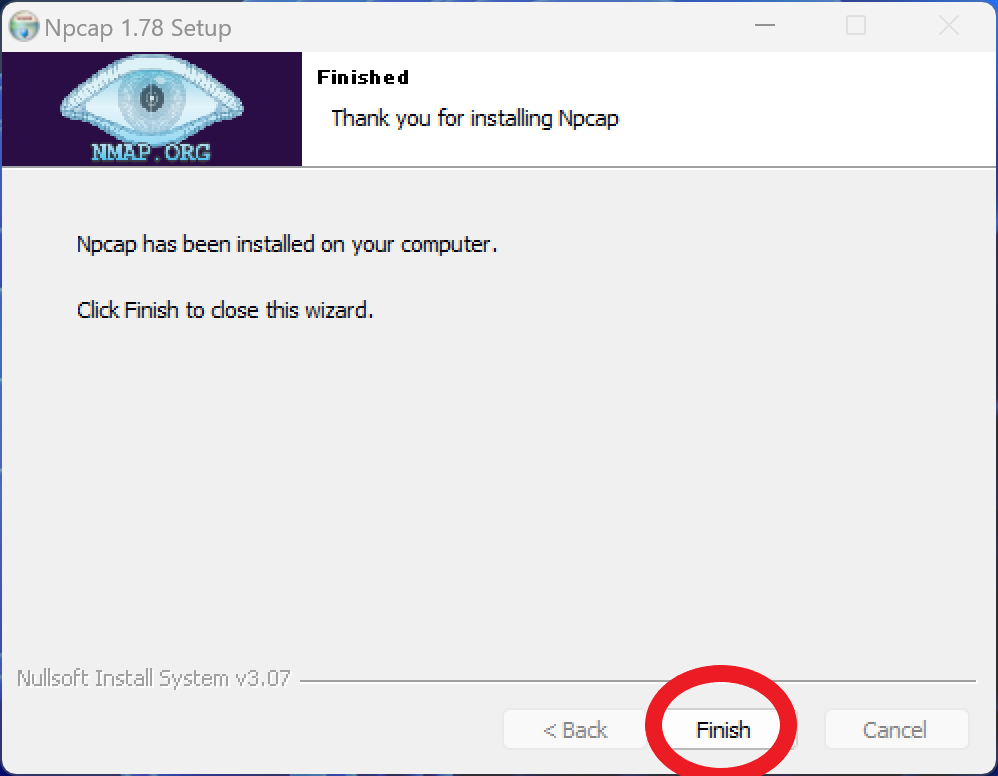 Npcap 1.78 Setup
NMAP.ORG
Finished
Thank you for installing Npcap
Npcap has been installed on your computer.
Click Finish to close this wizard.
Nullsoft Install System v3.07
< Back
Finish
Cancel